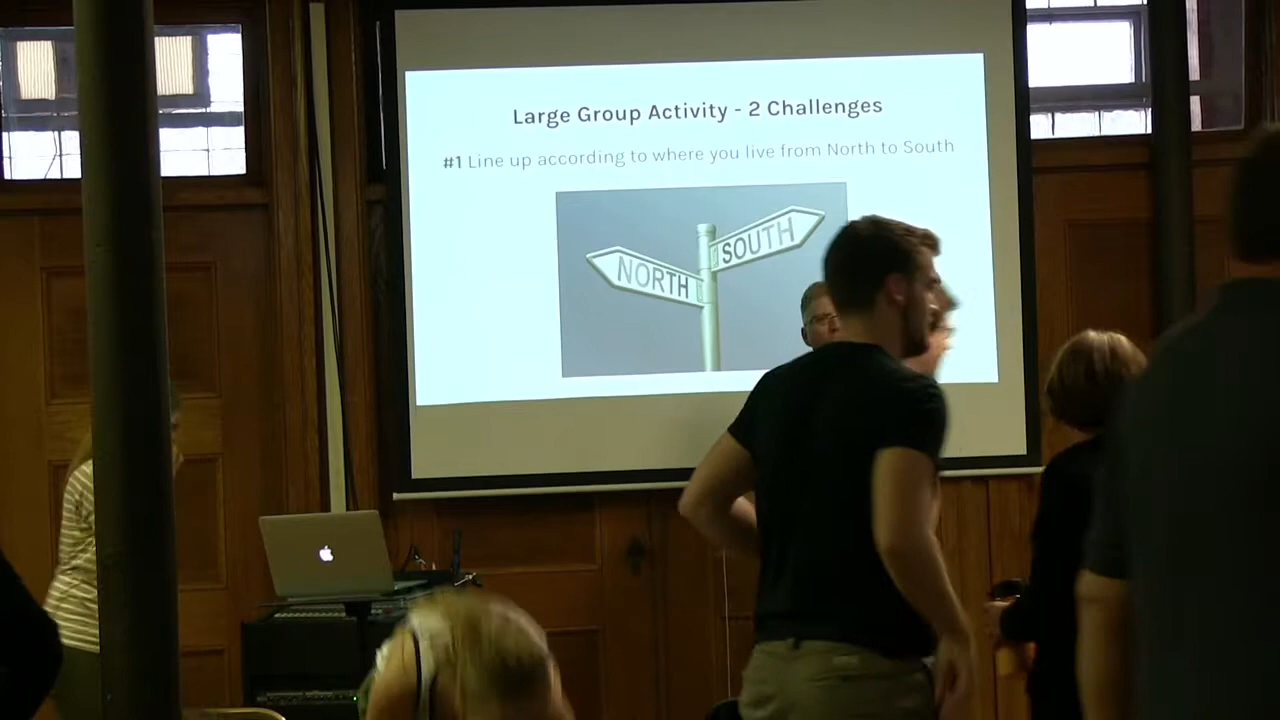 Large Group Activity - 2 Challenges
#1 Line up according to where you live from North to South
SOUTH
NORTH